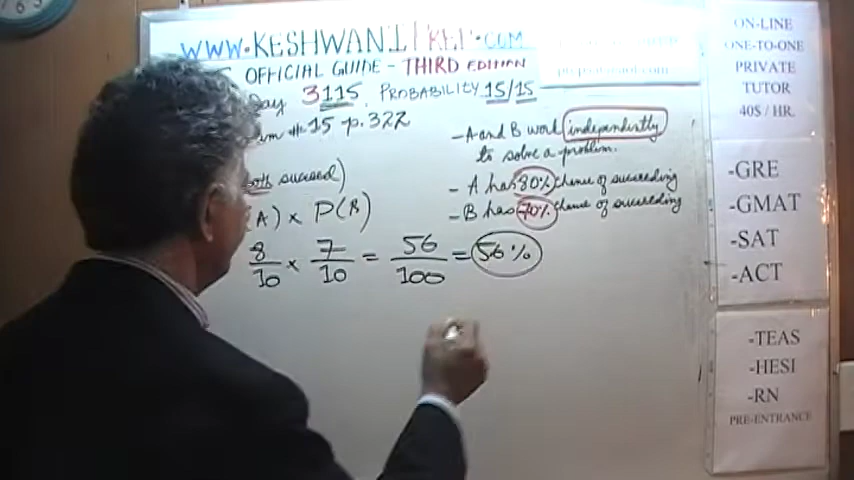 WWW.KESHWANIPREP.COM
OFFICIAL GUIDE - THIRD EDITION
Day 3115, PROBABILITY 15/15
#15 p.322
succeed)
A) x P(B)
8/10 x 7/10 = 56/100 = 56%
- A and B work independently
to solve a problem.
- A has 80% chance of succeeding
- B has 70% chance of succeeding
ON-LINE
ONE-TO-ONE
PRIVATE
TUTOR
40$ / HR.
-GRE
-GMAT
-SAT
-ACT
-TEAS
-HESI
-RN
PRE-ENTRANCE